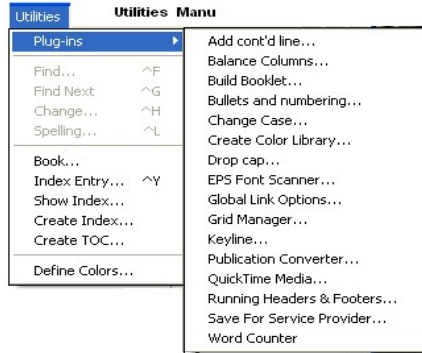 Utilities
Utilities Manu
Plug-ins
Find... ^F
Find Next ^G
Change... ^H
Spelling... ^L
Book...
Index Entry... ^Y
Show Index...
Create Index...
Create TOC...
Define Colors...
Add cont'd line...
Balance Columns...
Build Booklet...
Bullets and numbering...
Change Case...
Create Color Library...
Drop cap...
EPS Font Scanner...
Global Link Options...
Grid Manager...
Keyline...
Publication Converter...
QuickTime Media...
Running Headers & Footers...
Save For Service Provider...
Word Counter